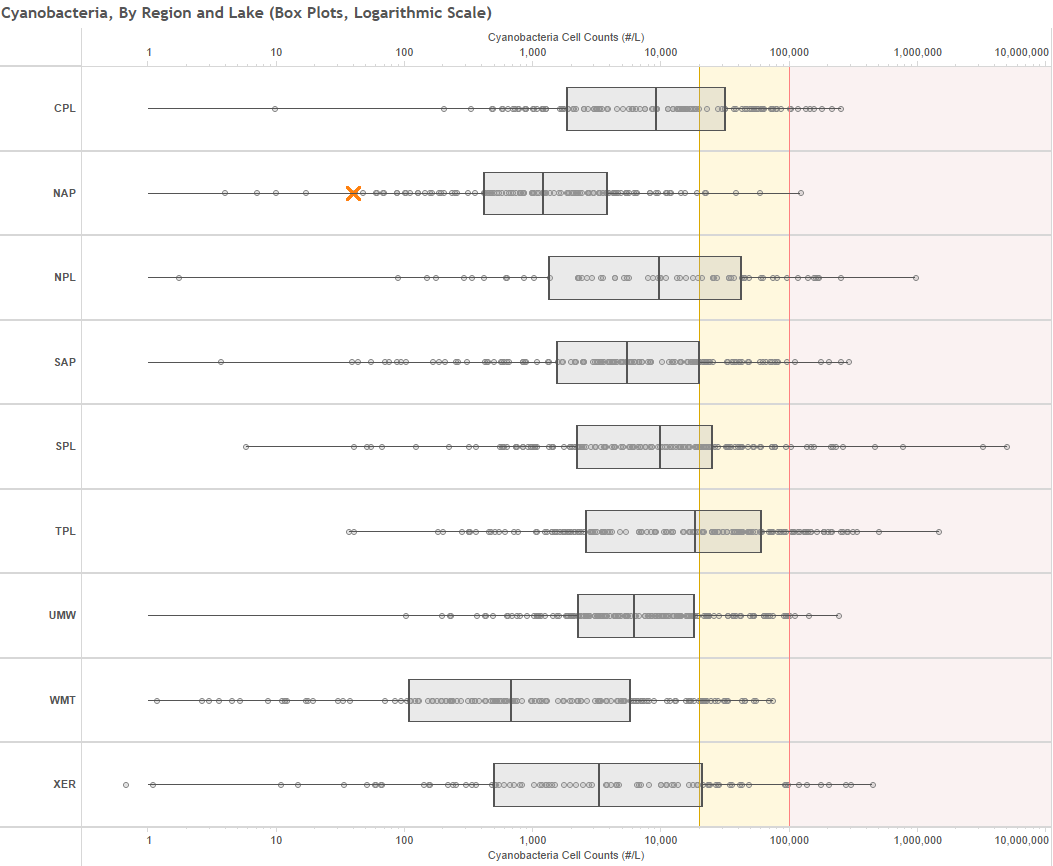 Cyanobacteria, By Region and Lake (Box Plots, Logarithmic Scale)
Cyanobacteria Cell Counts (#/L)
1 10 100 1,000 10,000 100,000 1,000,000 10,000,000
CPL
NAP
NPL
SAP
SPL
TPL
UMW
WMT
XER
1 10 100 1,000 10,000 100,000 1,000,000 10,000,000
Cyanobacteria Cell Counts (#/L)